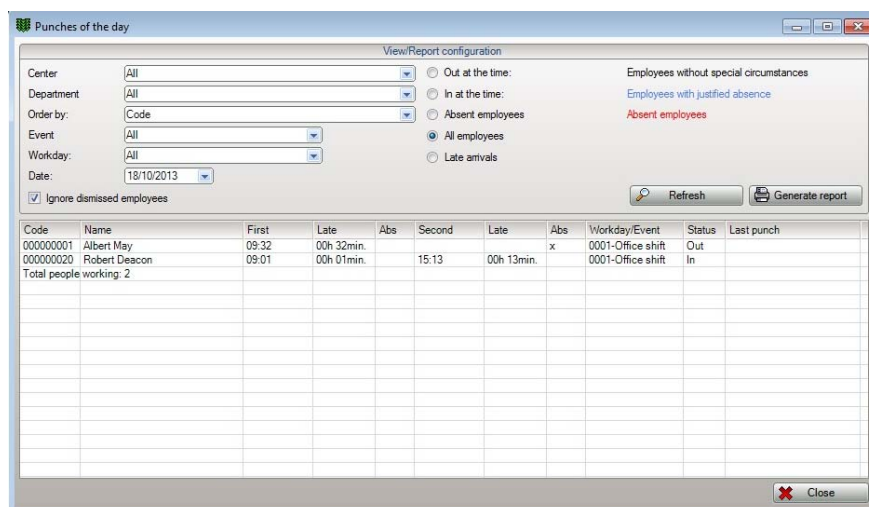 Punches of the day
View/Report configuration
Center All Out at the time: Employees without special circumstances
Department All In at the time: Employees with justified absence
Order by: Code Absent employees Absent employees
Event All All employees
Workday: All Late arrivals
Date: 18/10/2013
Ignore dismissed employees Refresh Generate report
Code Name First Late Abs Second Late Abs Workday/Event Status Last punch
000000001 Albert May 09:32 00h 32min. x 0001-Office shift Out
000000020 Robert Deacon 09:01 00h 01min. 15:13 00h 13min. 0001-Office shift In
Total people working: 2
Close